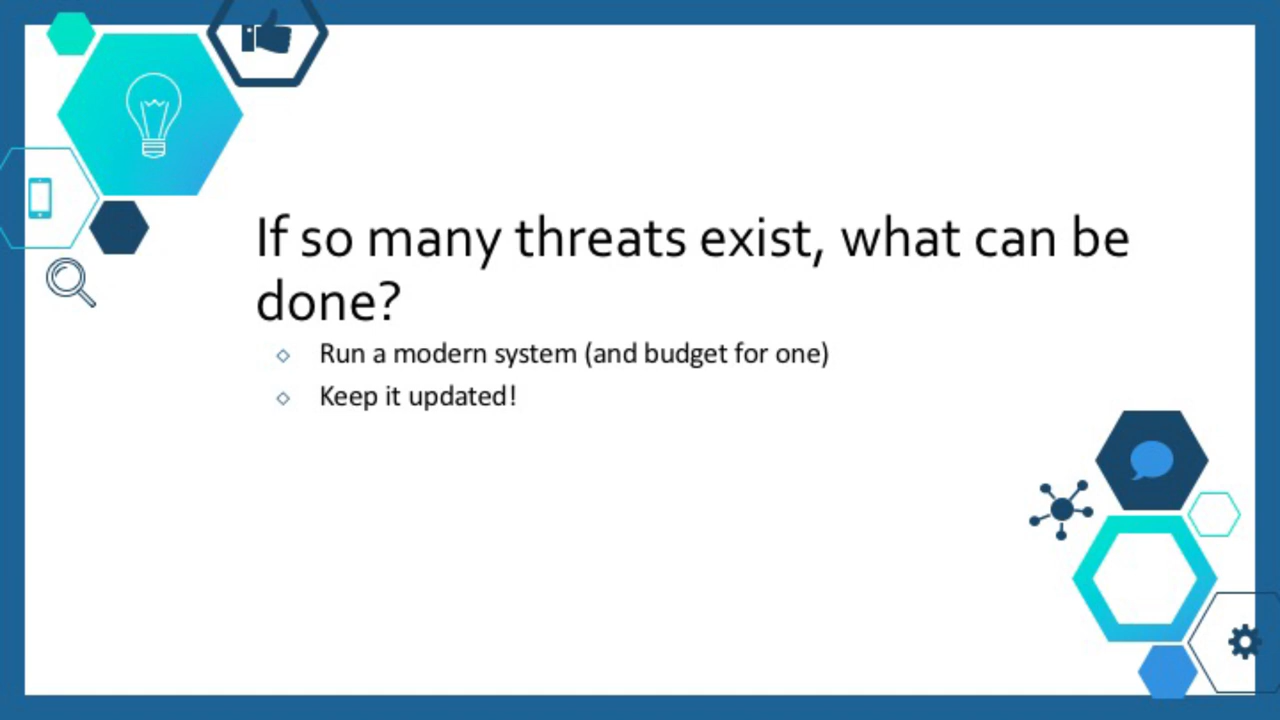 If so many threats exist, what can be
done?
Run a modern system (and budget for one)
Keep it updated!